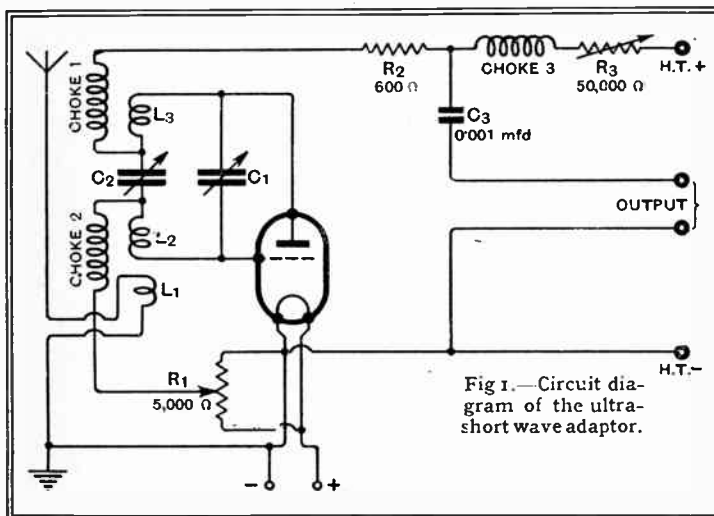 CHOKE 1
R2
600 Ω
CHOKE 3
R3
50,000 Ω
H.T.+
L3
C2
C1
C3
0·001 mfd
OUTPUT
CHOKE 2
L2
L1
R1
5,000 Ω
H.T.-
Fig 1.—Circuit dia-
gram of the ultra-
short wave adaptor.
- +